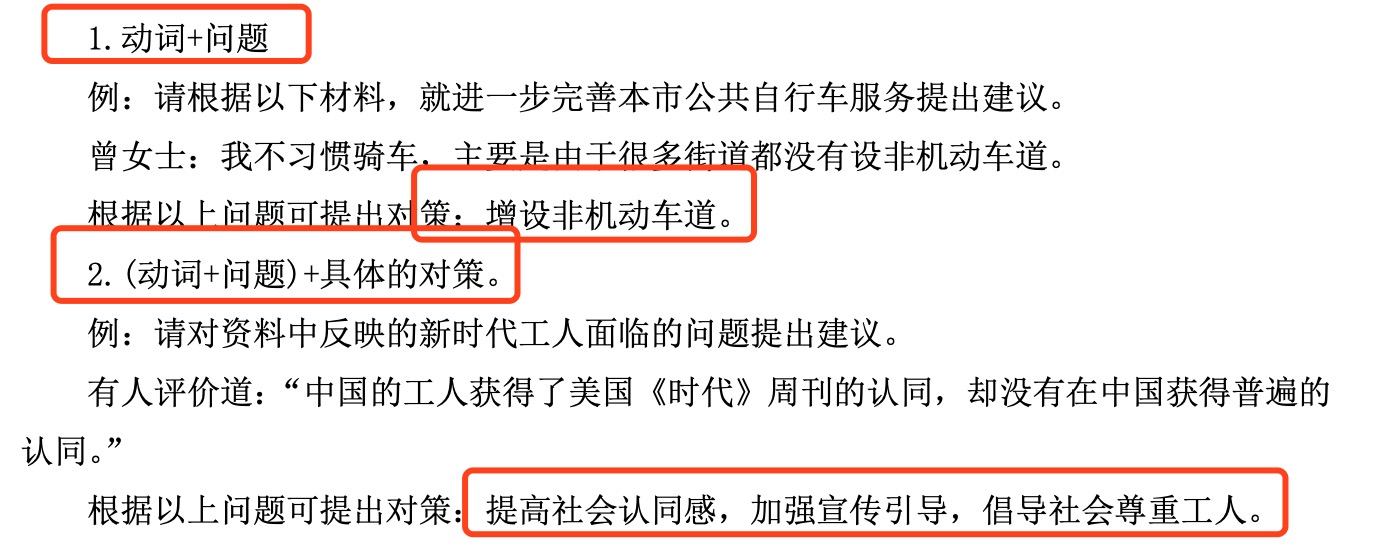 1.动词+问题
例：请根据以下材料，就进一步完善本市公共自行车服务提出建议。
曾女士：我不习惯骑车，主要是由于很多街道都没有设非机动车道。
根据以上问题可提出对策：增设非机动车道。
2.(动词+问题)+具体的对策。
例：请对资料中反映的新时代工人面临的问题提出建议。
有人评价道：“中国的工人获得了美国《时代》周刊的认同，却没有在中国获得普遍的
认同。”
根据以上问题可提出对策：提高社会认同感，加强宣传引导，倡导社会尊重工人。